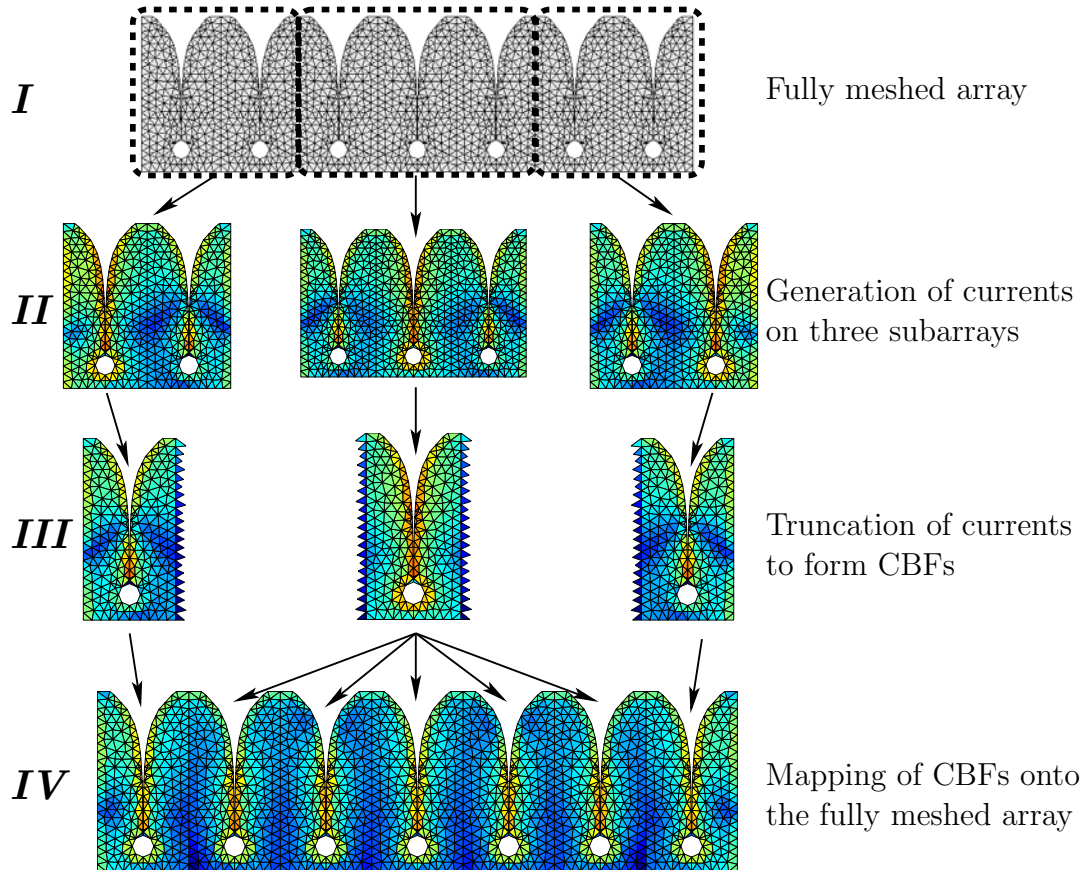 I
Fully meshed array
II
Generation of currents
on three subarrays
III
Truncation of currents
to form CBFs
IV
Mapping of CBFs onto
the fully meshed array